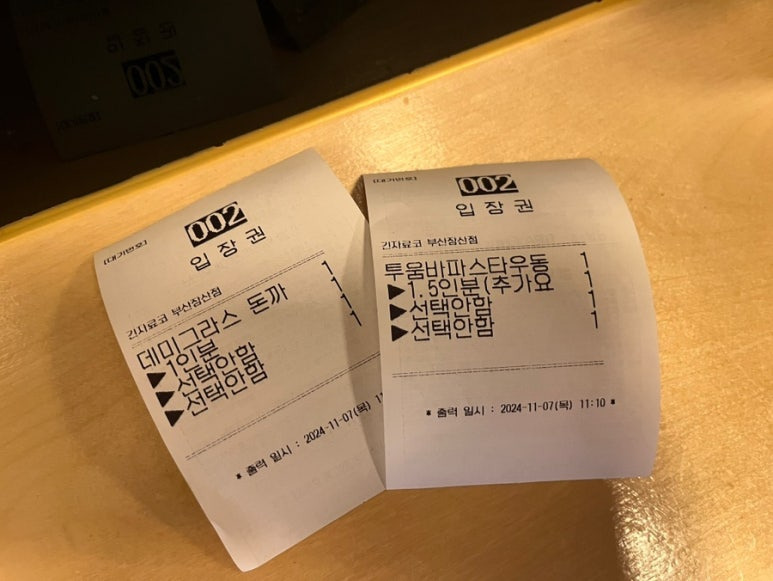 [대기번호]
002
입 장 권
긴자료코 부산장산점
데미그라스 돈까 1
▶1인분 1
▶선택안함 1
▶선택안함 1
* 출력 일시 : 2024-11-07(목) 11
[대기번호]
002
입 장 권
긴자료코 부산장산점
투움바파스타우동 1
▶1.5인분(추가요 1
▶선택안함 1
▶선택안함 1
* 출력 일시 : 2024-11-07(목) 11:10 *